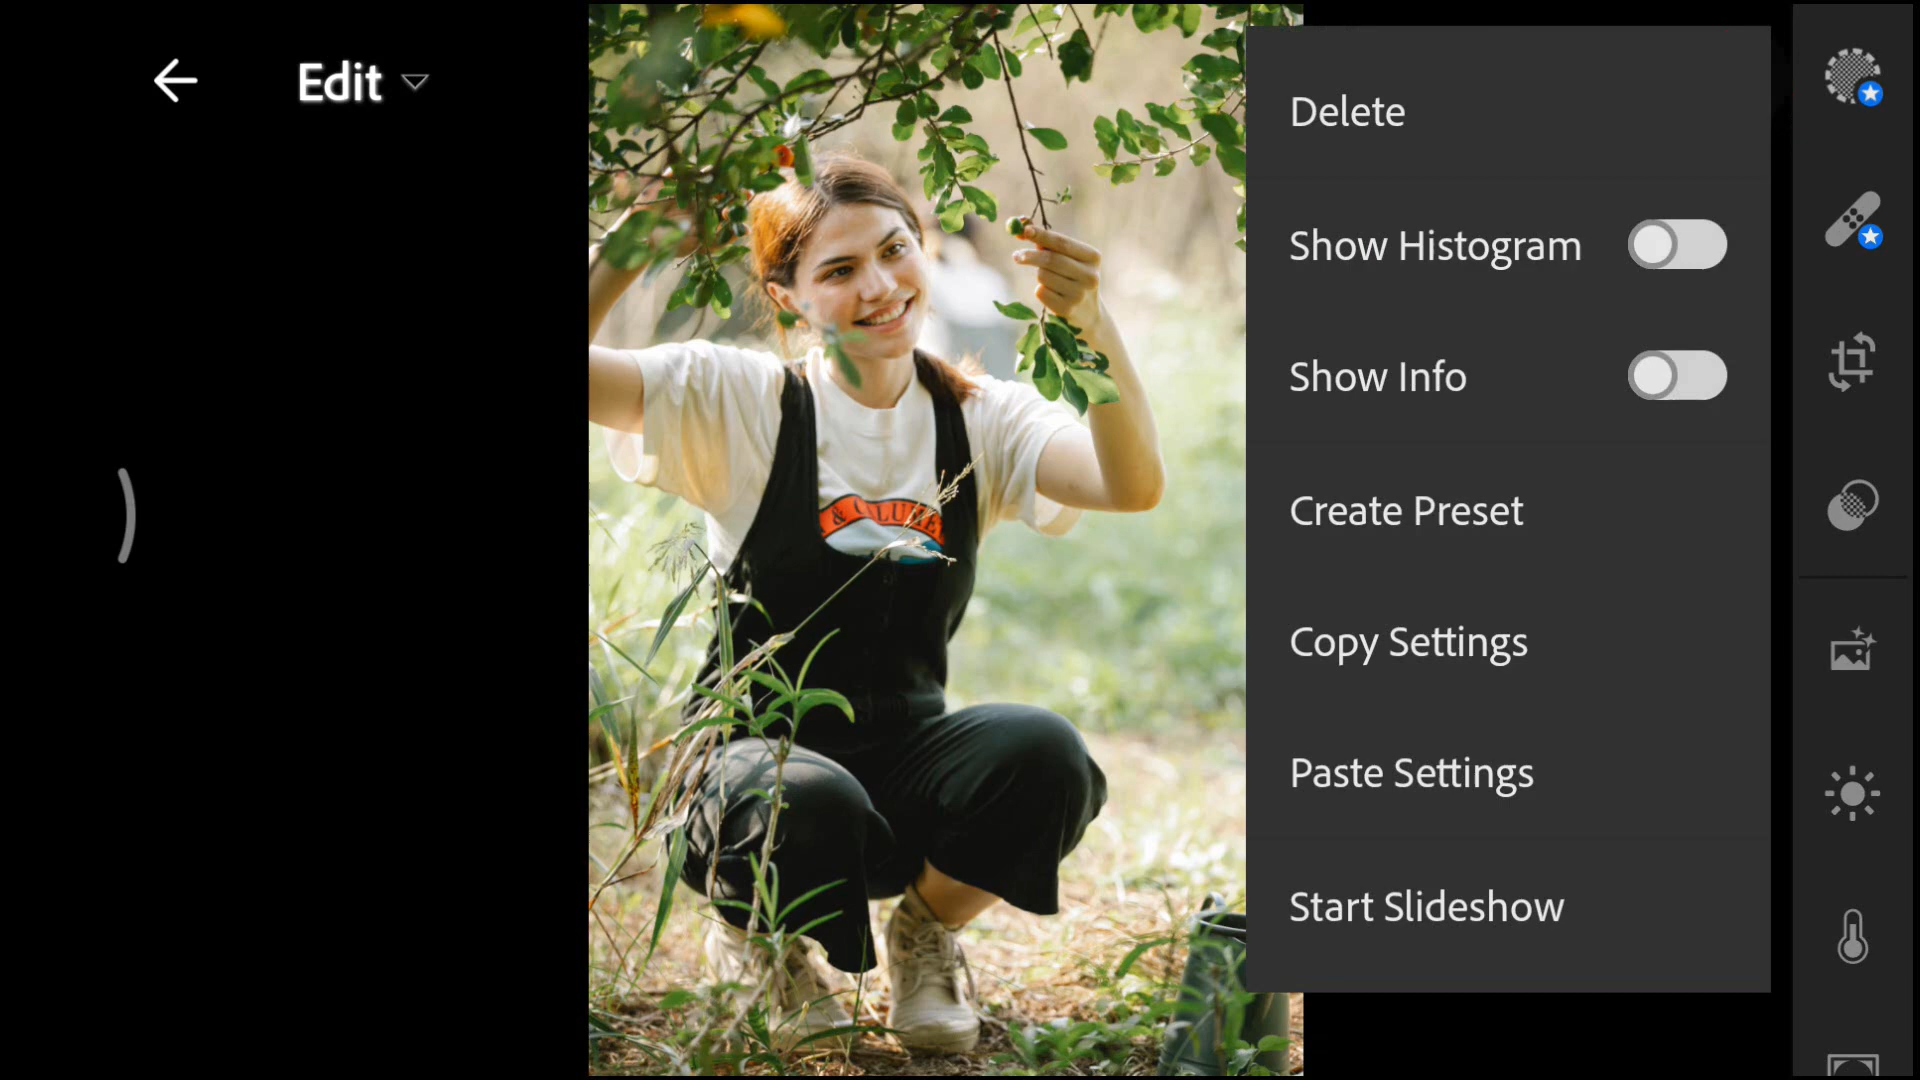 Edit
Delete
Show Histogram
Show Info
Create Preset
Copy Settings
Paste Settings
Start Slideshow
&